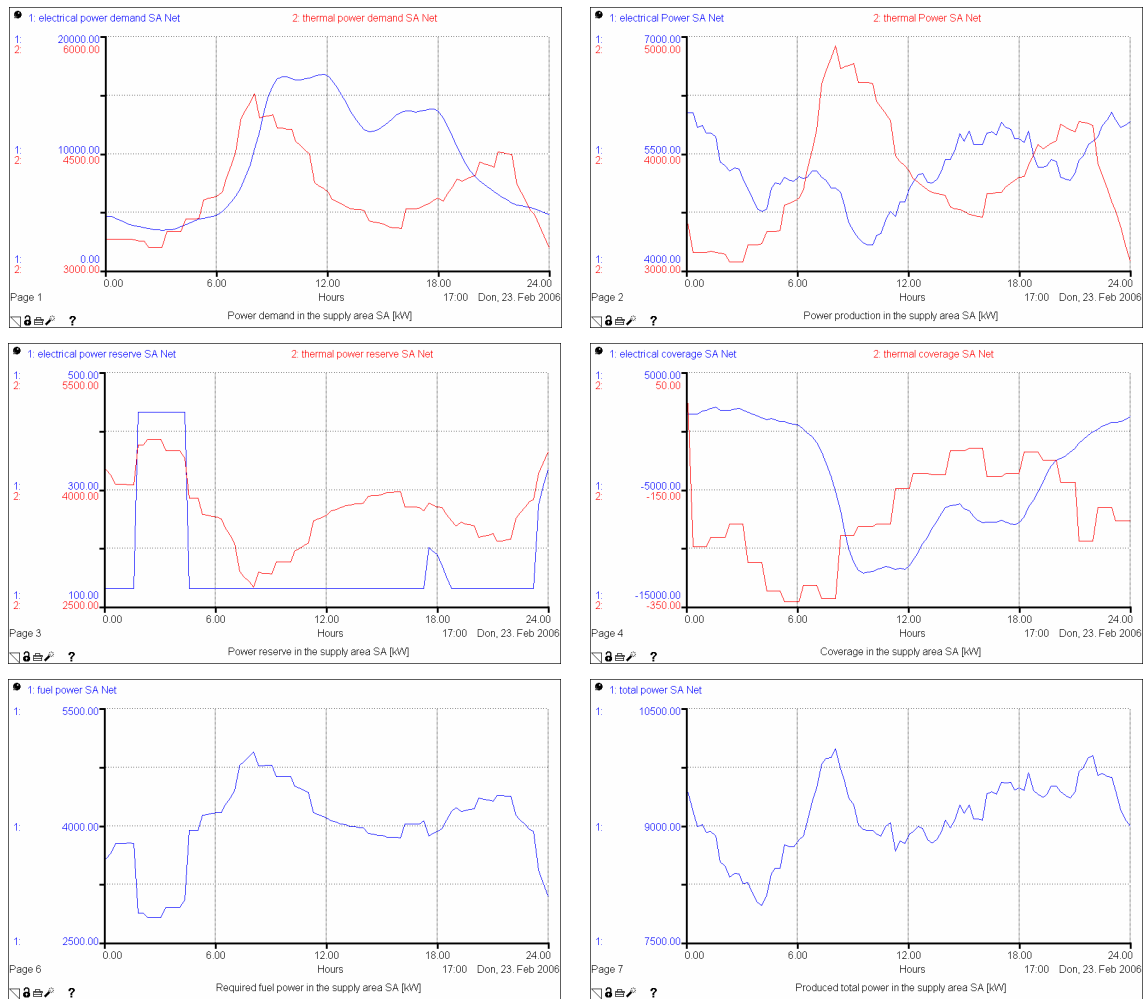 1: electrical power demand SA Net 2: thermal power demand SA Net
1: 20000.00
2: 6000.00
1: 10000.00
2: 4500.00
1: 0.00
2: 3000.00
0.00 6.00 12.00 18.00 24.00
Page 1 Hours 17:00 Don, 23. Feb 2006
Power demand in the supply area SA [kW]
?
1: electrical Power SA Net 2: thermal Power SA Net
1: 7000.00
2: 5000.00
1: 5500.00
2: 4000.00
1: 4000.00
2: 3000.00
0.00 6.00 12.00 18.00 24.00
Page 2 Hours 17:00 Don, 23. Feb 2006
Power production in the supply area SA [kW]
?
1: electrical power reserve SA Net 2: thermal power reserve SA Net
1: 500.00
2: 5500.00
1: 300.00
2: 4000.00
1: 100.00
2: 2500.00
0.00 6.00 12.00 18.00 24.00
Page 3 Hours 17:00 Don, 23. Feb 2006
Power reserve in the supply area SA [kW]
?
1: electrical coverage SA Net 2: thermal coverage SA Net
1: 5000.00
2: 50.00
1: -5000.00
2: -150.00
1: -15000.00
2: -350.00
0.00 6.00 12.00 18.00 24.00
Page 4 Hours 17:00 Don, 23. Feb 2006
Coverage in the supply area SA [kW]
?
1: fuel power SA Net
1: 5500.00
1: 4000.00
1: 2500.00
0.00 6.00 12.00 18.00 24.00
Page 6 Hours 17:00 Don, 23. Feb 2006
Required fuel power in the supply area SA [kW]
?
1: total power SA Net
1: 10500.00
1: 9000.00
1: 7500.00
0.00 6.00 12.00 18.00 24.00
Page 7 Hours 17:00 Don, 23. Feb 2006
Produced total power in the supply area SA [kW]
?